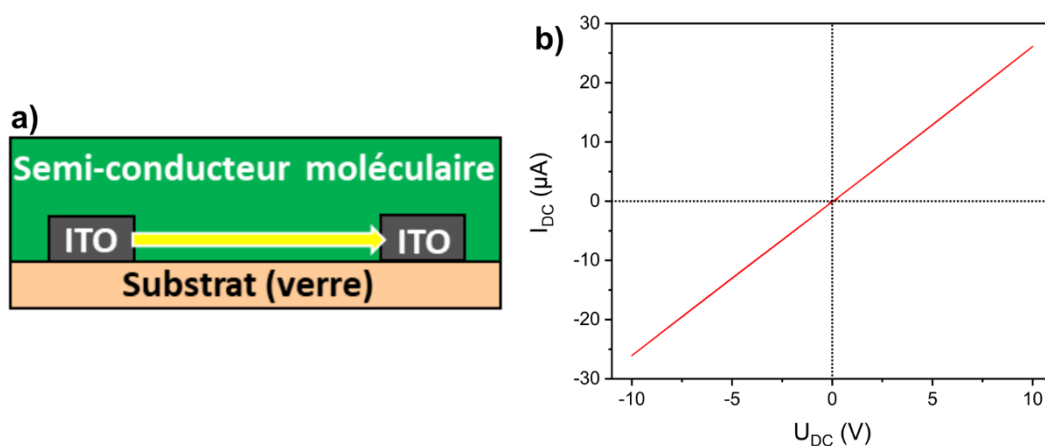 a)
Semi-conducteur moléculaire
ITO ITO
Substrat (verre)
b)
30
20
10
0
-10
-20
-30
I_DC (µA)
-10 -5 0 5 10
U_DC (V)